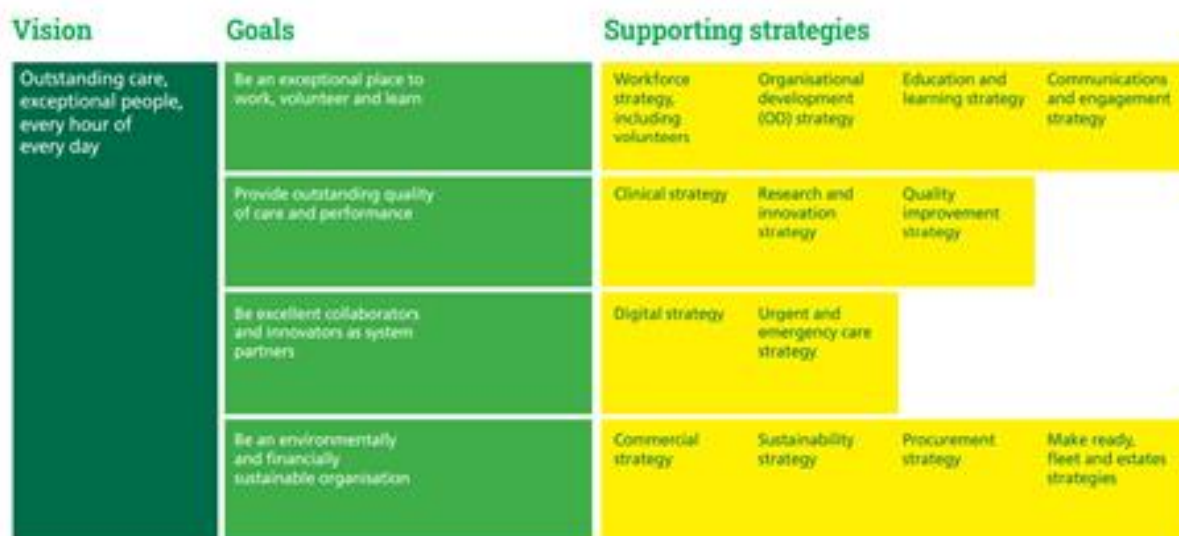 Vision
Goals
Supporting strategies
Outstanding care,
exceptional people,
every hour of
every day
Be an exceptional place to
work, volunteer and learn
Workforce
strategy,
including
volunteers
Organisational
development
(OD) strategy
Education and
learning strategy
Communications
and engagement
strategy
Provide outstanding quality
of care and performance
Clinical strategy
Research and
innovation
strategy
Quality
improvement
strategy
Be excellent collaborators
and innovators as system
partners
Digital strategy
Urgent and
emergency care
strategy
Be an environmentally
and financially
sustainable organisation
Commercial
strategy
Sustainability
strategy
Procurement
strategy
Make ready,
fleet and estates
strategies